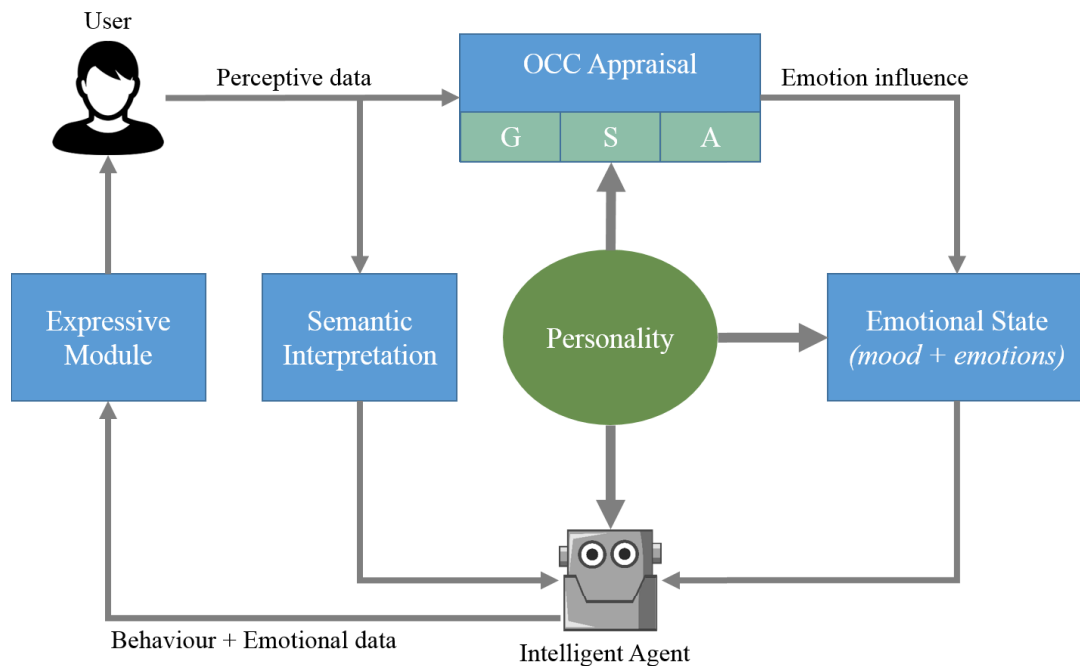 User
Perceptive data
OCC Appraisal
Emotion influence
G
S
A
Expressive
Module
Semantic
Interpretation
Personality
Emotional State
(mood + emotions)
Behaviour + Emotional data
Intelligent Agent